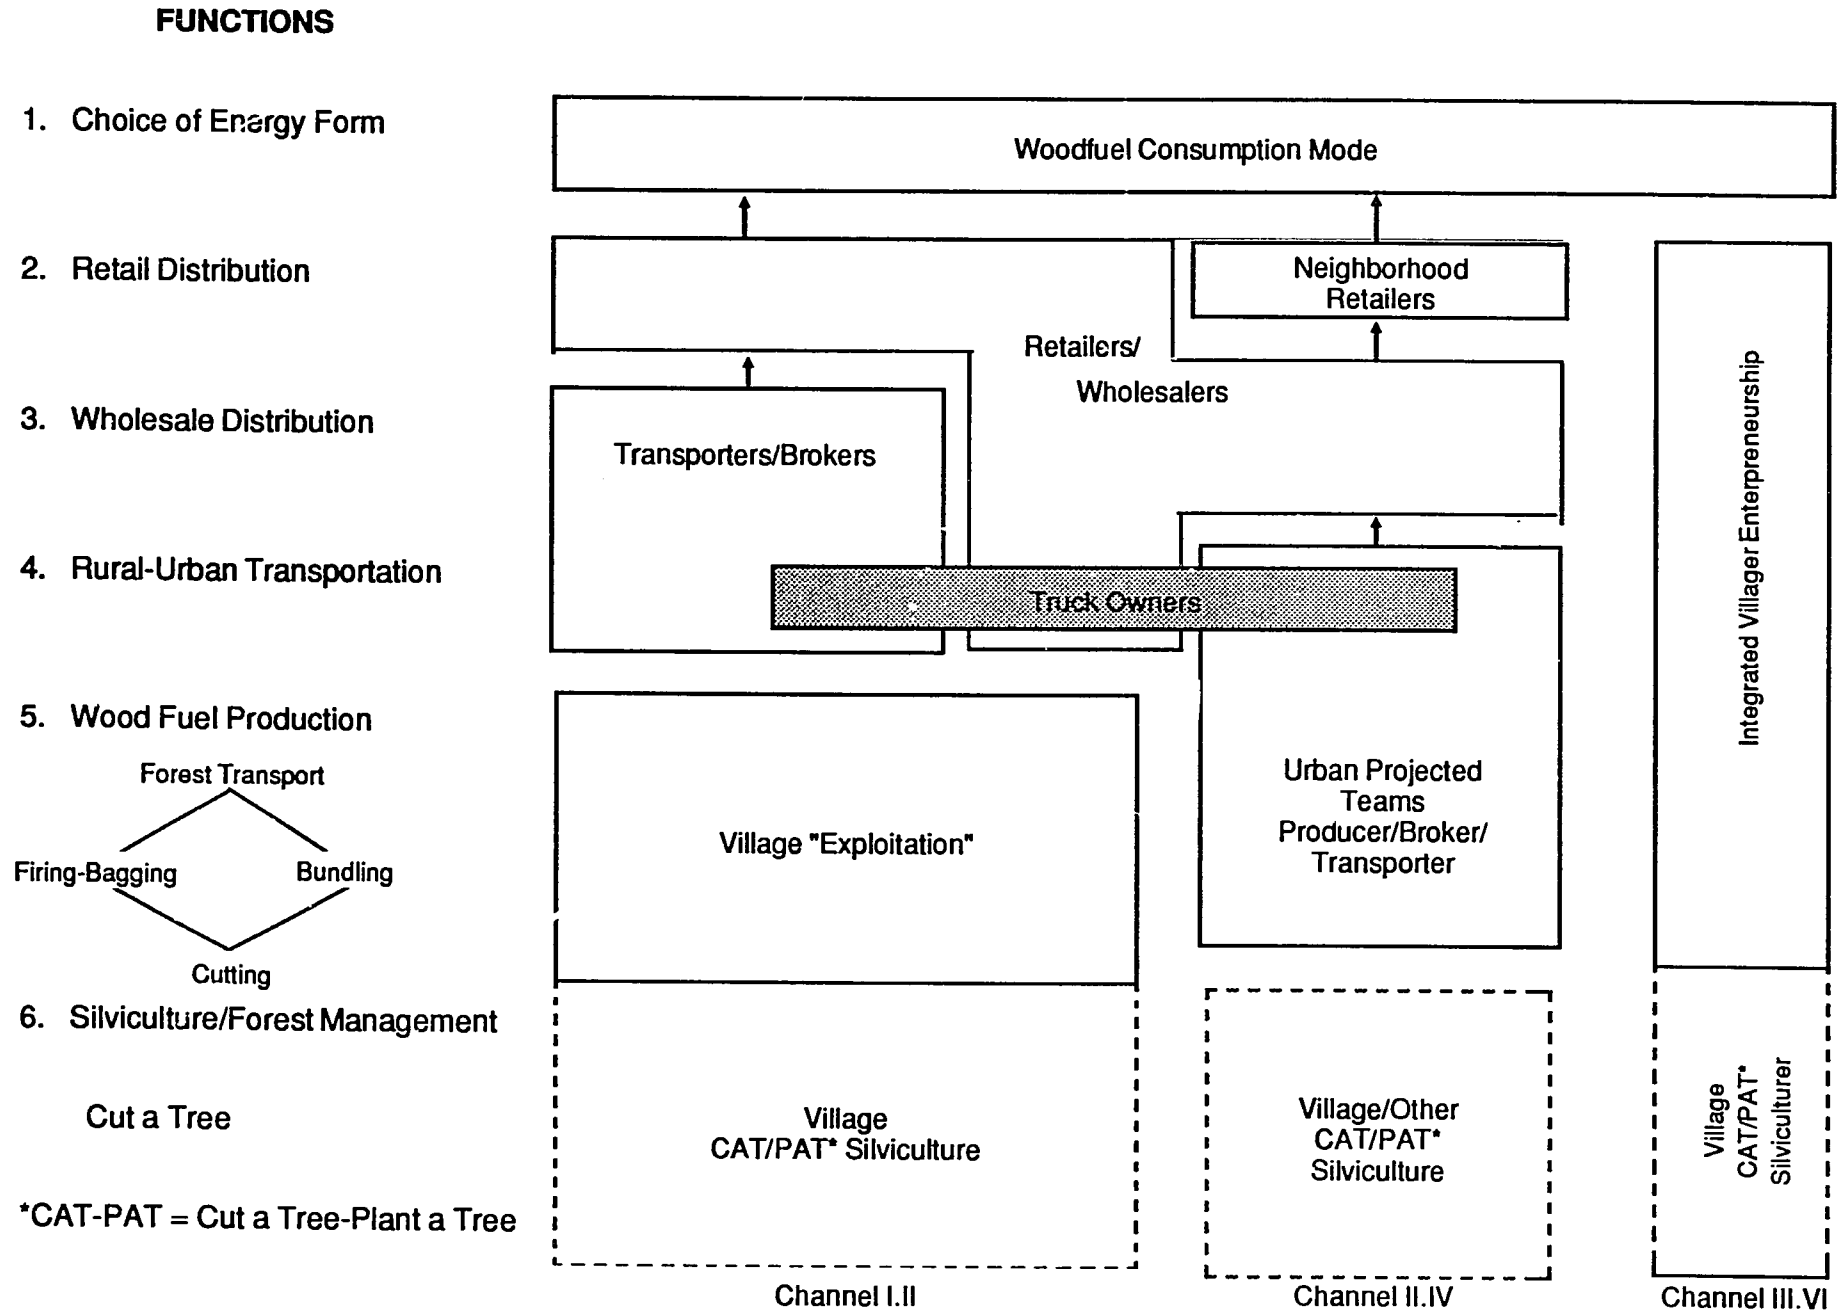 FUNCTIONS
1. Choice of Energy Form
Woodfuel Consumption Mode
2. Retail Distribution
Neighborhood
Retailers
Retailers/
Wholesalers
3. Wholesale Distribution
Transporters/Brokers
4. Rural-Urban Transportation
Truck Owners
Integrated Villager Enterpreneurship
5. Wood Fuel Production
Forest Transport
Firing-Bagging
Bundling
Cutting
Village "Exploitation"
Urban Projected
Teams
Producer/Broker/
Transporter
6. Silviculture/Forest Management
Cut a Tree
Village
CAT/PAT* Silviculture
Village/Other
CAT/PAT*
Silviculture
Village
CAT/PAT*
Silviculturer
*CAT-PAT = Cut a Tree-Plant a Tree
Channel I.II
Channel II.IV
Channel III.VI